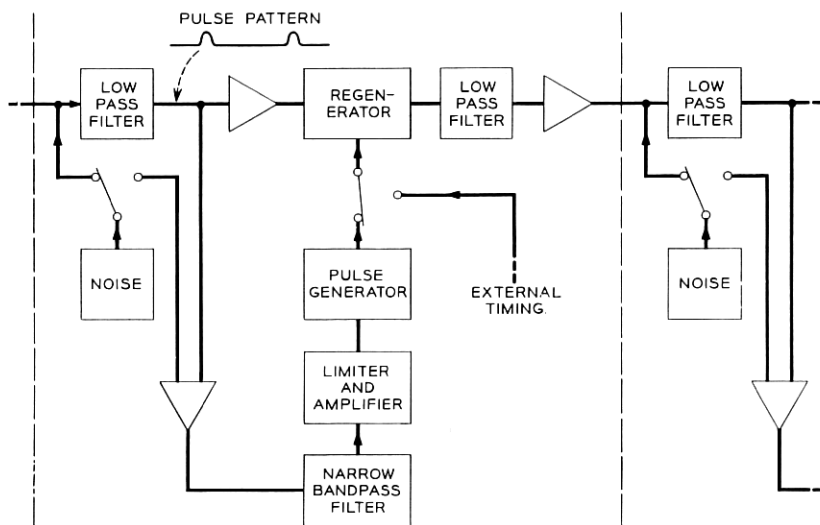 PULSE PATTERN
LOW
PASS
FILTER
REGEN-
ERATOR
LOW
PASS
FILTER
LOW
PASS
FILTER
NOISE
PULSE
GENERATOR
EXTERNAL
TIMING
NOISE
LIMITER
AND
AMPLIFIER
NARROW
BANDPASS
FILTER